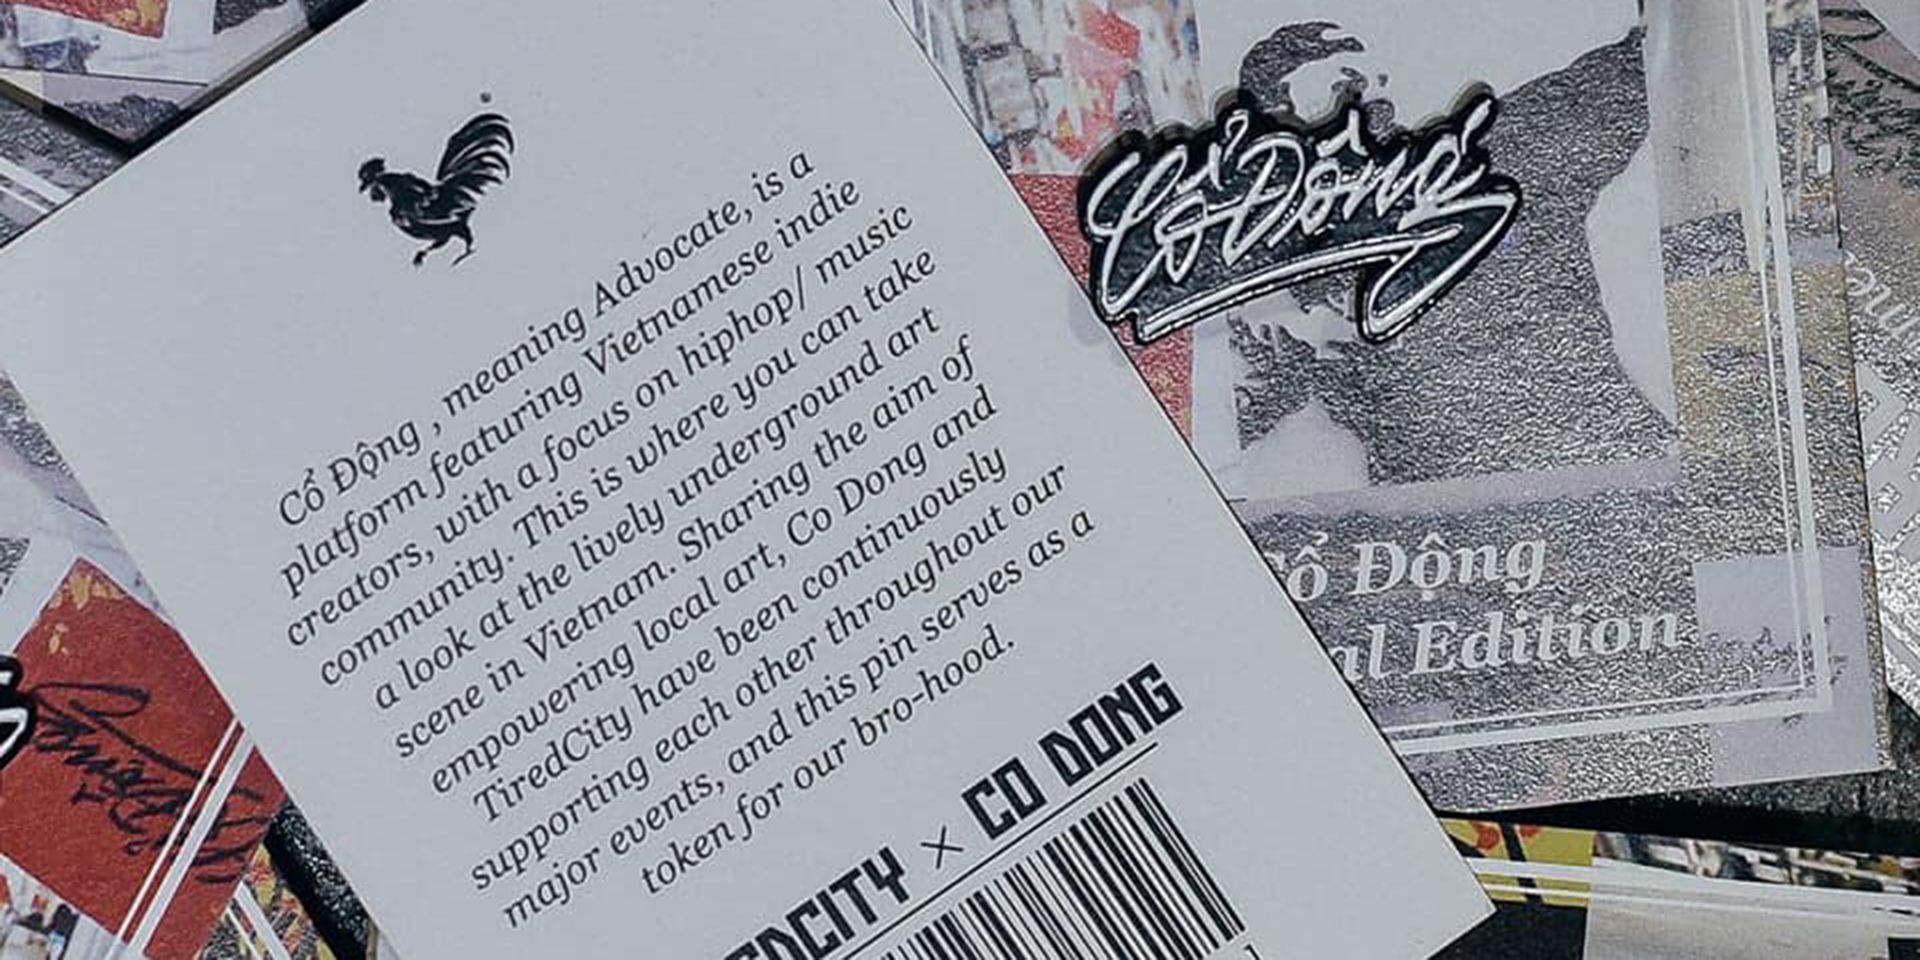 Cổ Động , meaning Advocate, is a
platform featuring Vietnamese indie
creators, with a focus on hiphop/ music
community. This is where you can take
a look at the lively underground art
scene in Vietnam. Sharing the aim of
empowering local art, Co Dong and
TiredCity have been continuously
supporting each other throughout our
major events, and this pin serves as a
token for our bro-hood.
EDCITY × CO DONG
1
Cổ Động
Cổ Động
al Edition